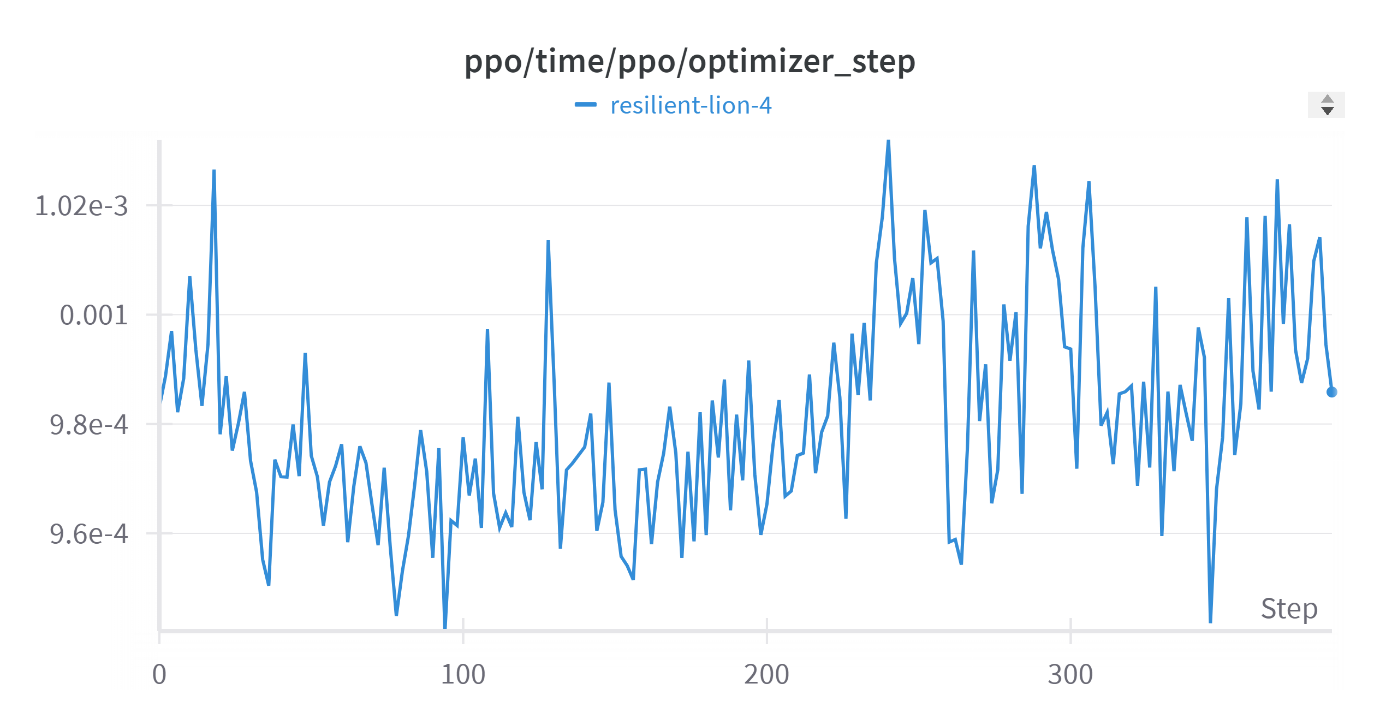 ppo/time/ppo/optimizer_step
resilient-lion-4
1.02e-3
0.001
9.8e-4
9.6e-4
Step
0 100 200 300